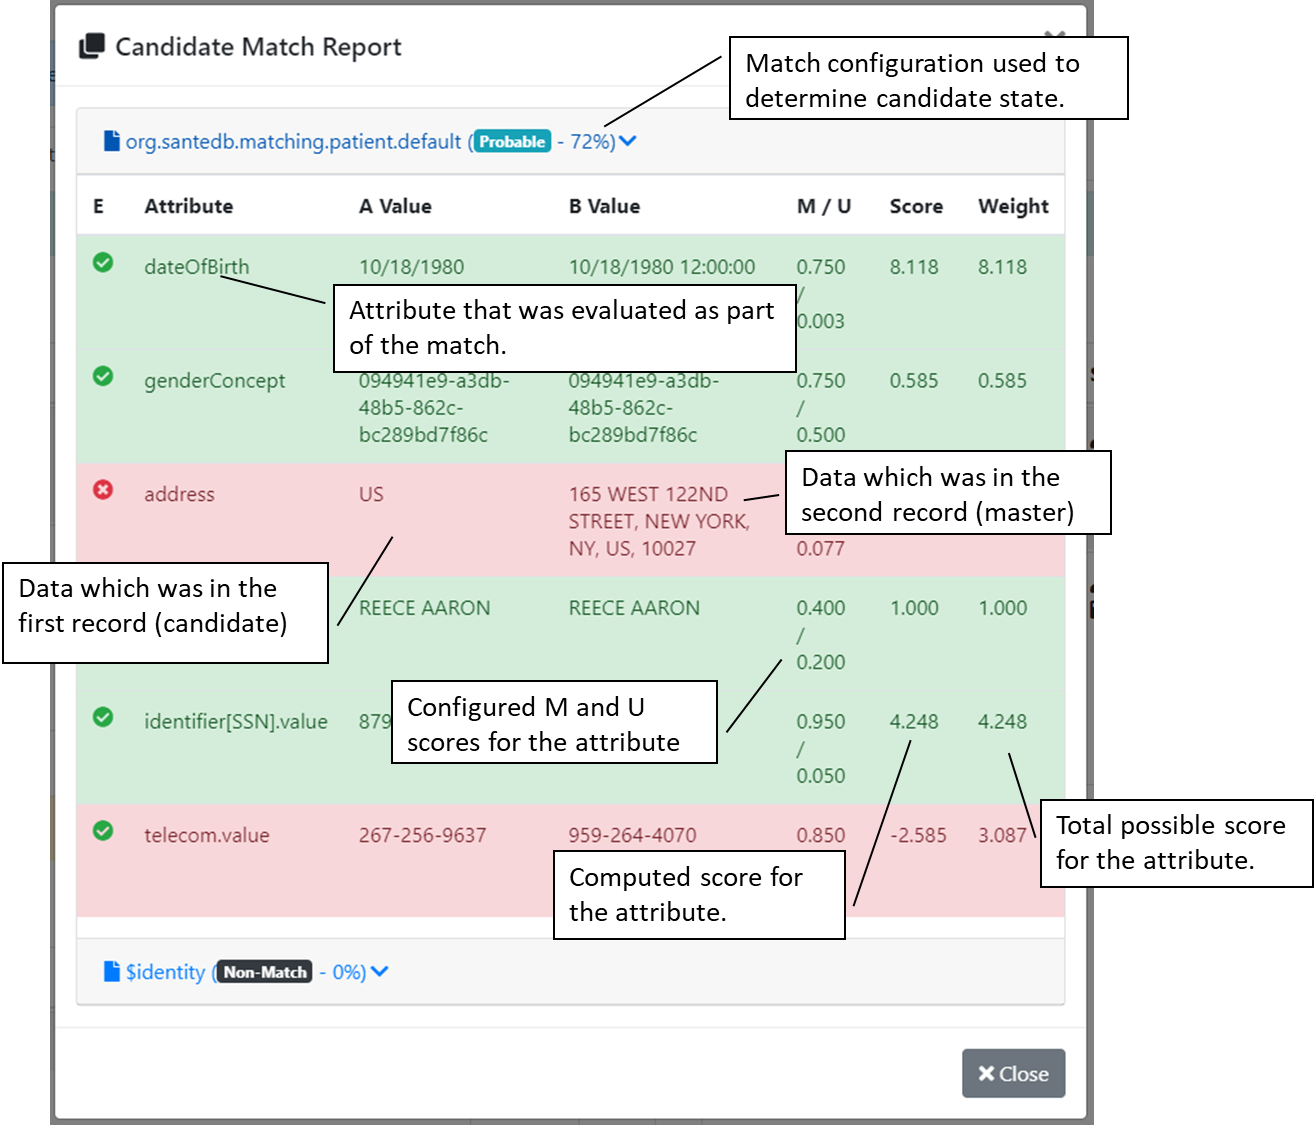 Candidate Match Report
Match configuration used to
determine candidate state.
org.santedb.matching.patient.default (Probable - 72%)
E Attribute A Value B Value M / U Score Weight
dateOfBirth 10/18/1980 10/18/1980 12:00:00 0.750 8.118 8.118
/
0.003
Attribute that was evaluated as part
of the match.
genderConcept 094941e9-a3db- 094941e9-a3db- 0.750 0.585 0.585
48b5-862c- 48b5-862c- /
bc289bd7f86c bc289bd7f86c 0.500
address US 165 WEST 122ND
STREET, NEW YORK,
NY, US, 10027 0.077
Data which was in the
second record (master)
Data which was in the
first record (candidate)
REECE AARON REECE AARON 0.400 1.000 1.000
/
0.200
Configured M and U
scores for the attribute
identifier[SSN].value 879 0.950 4.248 4.248
/
0.050
telecom.value 267-256-9637 959-264-4070 0.850 -2.585 3.087
Total possible score
for the attribute.
Computed score for
the attribute.
$identity (Non-Match - 0%)
Close